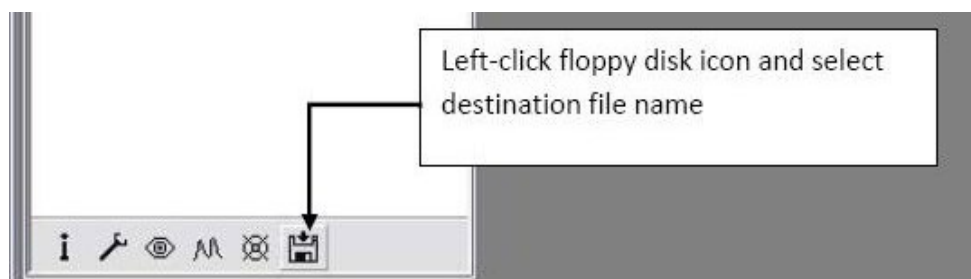 Left-click floppy disk icon and select
destination file name
i